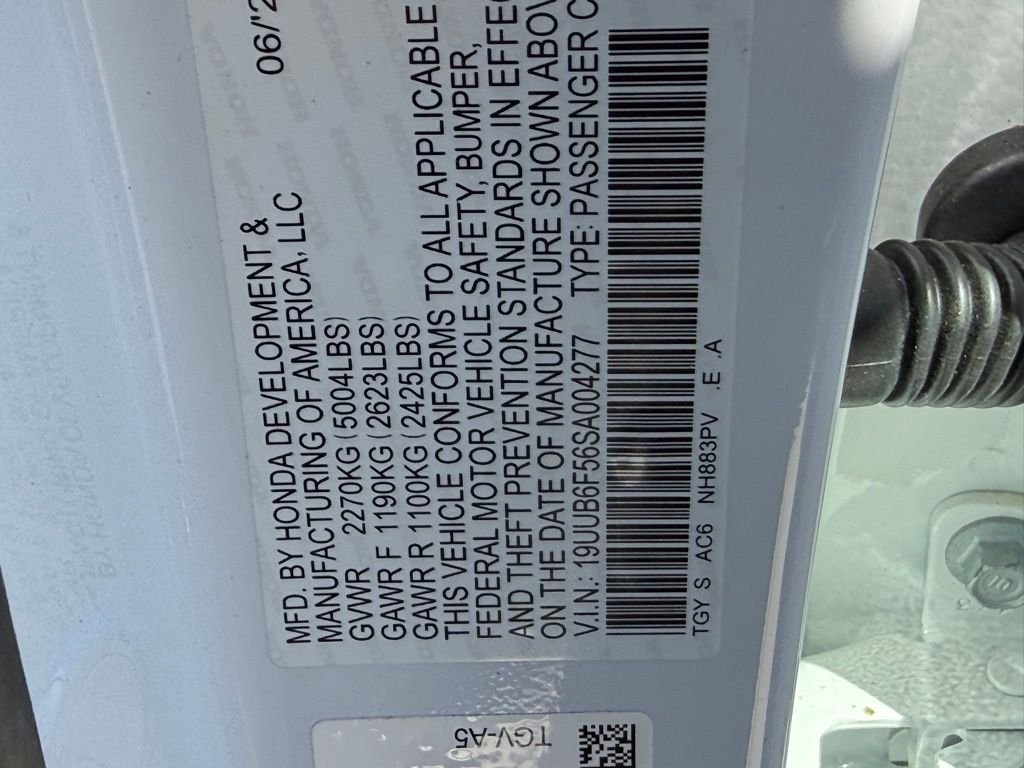 06/'2
MFD. BY HONDA DEVELOPMENT &
MANUFACTURING OF AMERICA, LLC
GVWR 2270KG (5004LBS)
GAWR F 1190KG (2623LBS)
GAWR R 1100KG (2425LBS)
THIS VEHICLE CONFORMS TO ALL APPLICABLE
FEDERAL MOTOR VEHICLE SAFETY, BUMPER,
AND THEFT PREVENTION STANDARDS IN EFFEC
ON THE DATE OF MANUFACTURE SHOWN ABOV
V.I.N.: 19UUB6F56SA004277 TYPE: PASSENGER C
TGY S AC6 NH883PV .E .A
TGV-A5